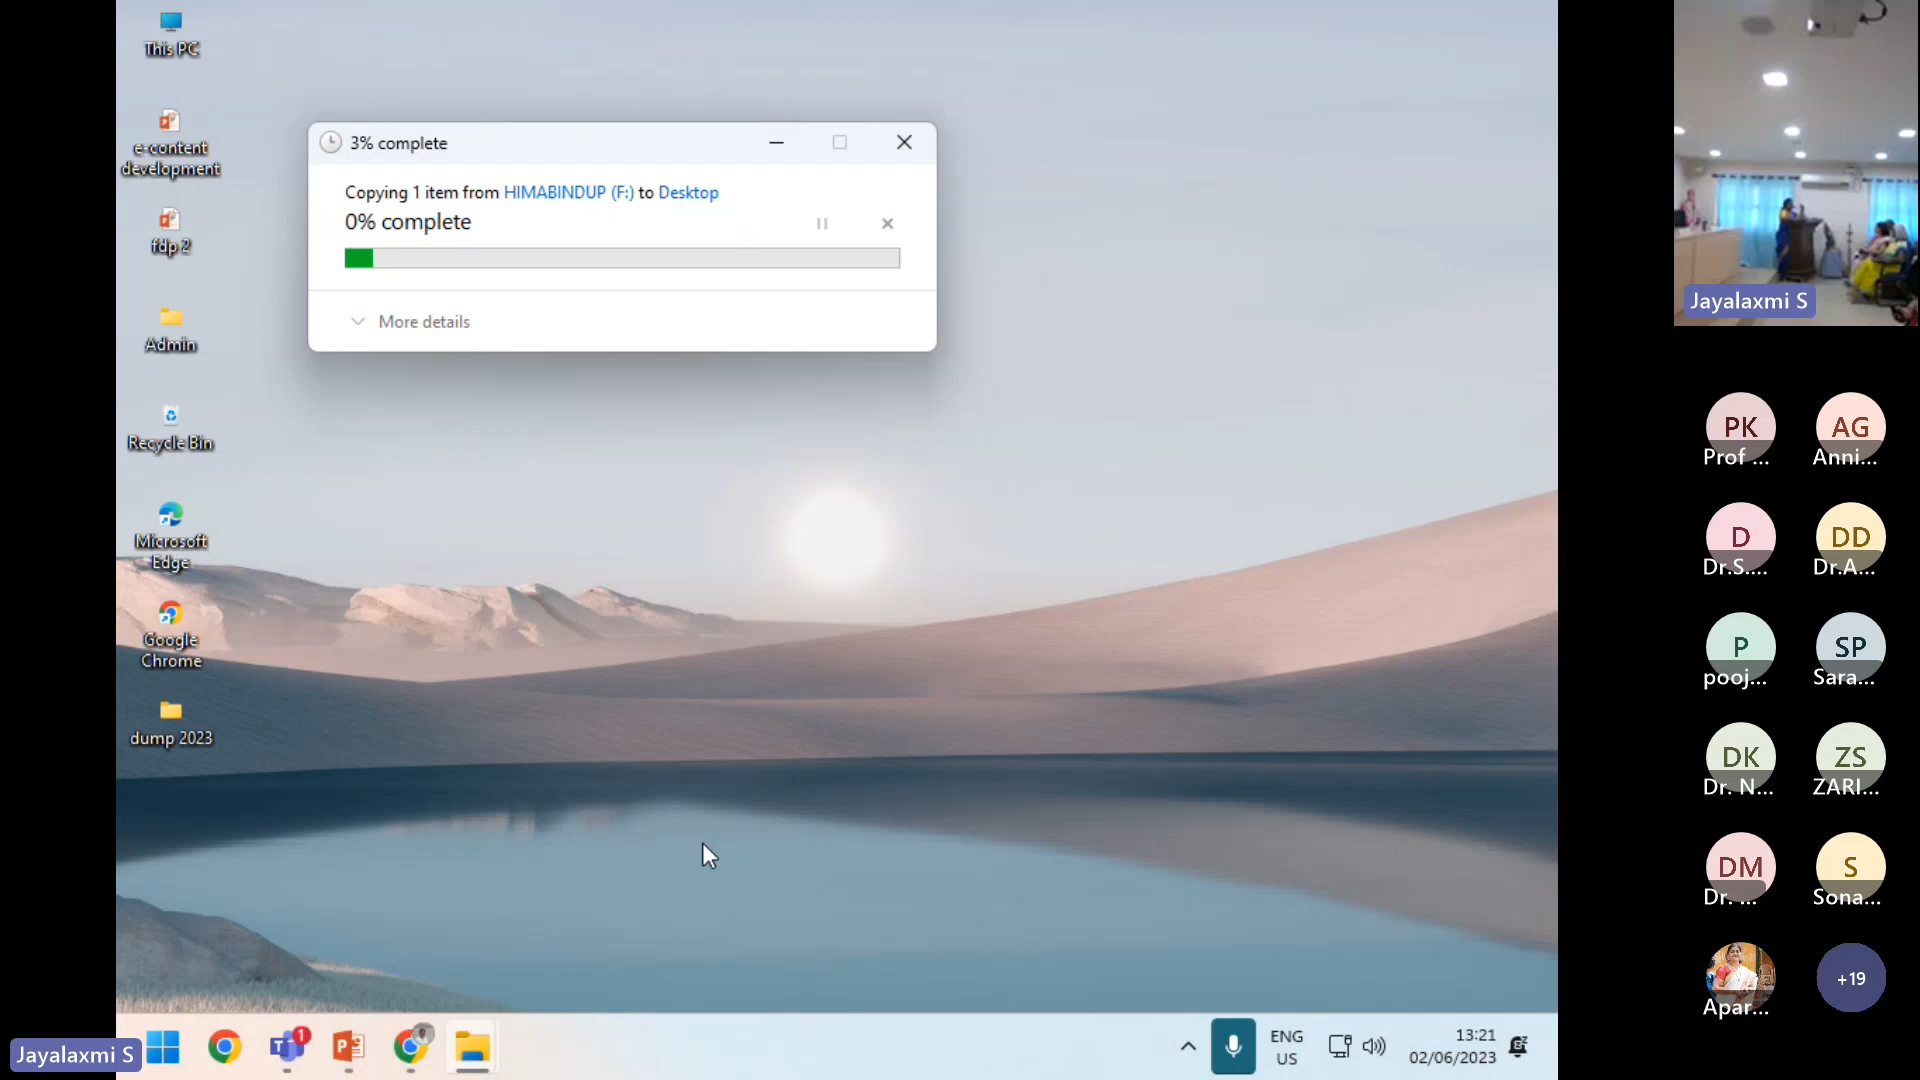 This PC
e-content
development
fdp 2
Admin
Recycle Bin
Microsoft
Edge
Google
Chrome
dump 2023
3% complete
Copying 1 item from HIMABINDUP (F:) to Desktop
0% complete
More details
Jayalaxmi S
PK
Prof ...
AG
Anni...
D
Dr.S....
DD
Dr.A...
P
pooj...
SP
Sara...
DK
Dr. N...
ZS
ZARI...
DM
Dr. ...
S
Sona...
Apar...
+19
Jayalaxmi S
1
ENG
US
13:21
02/06/2023